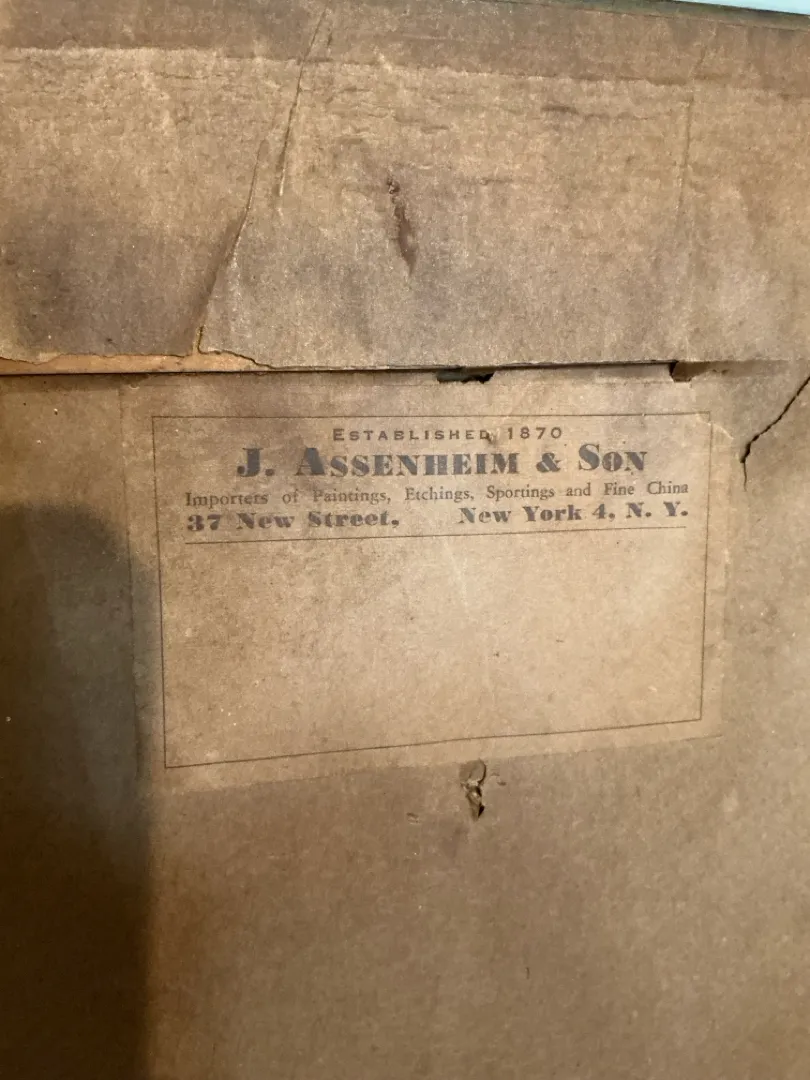 ESTABLISHED 1870
J. ASSENHEIM & SON
Importers of Paintings, Etchings, Sportings and Fine China
37 New Street, New York 4, N. Y.